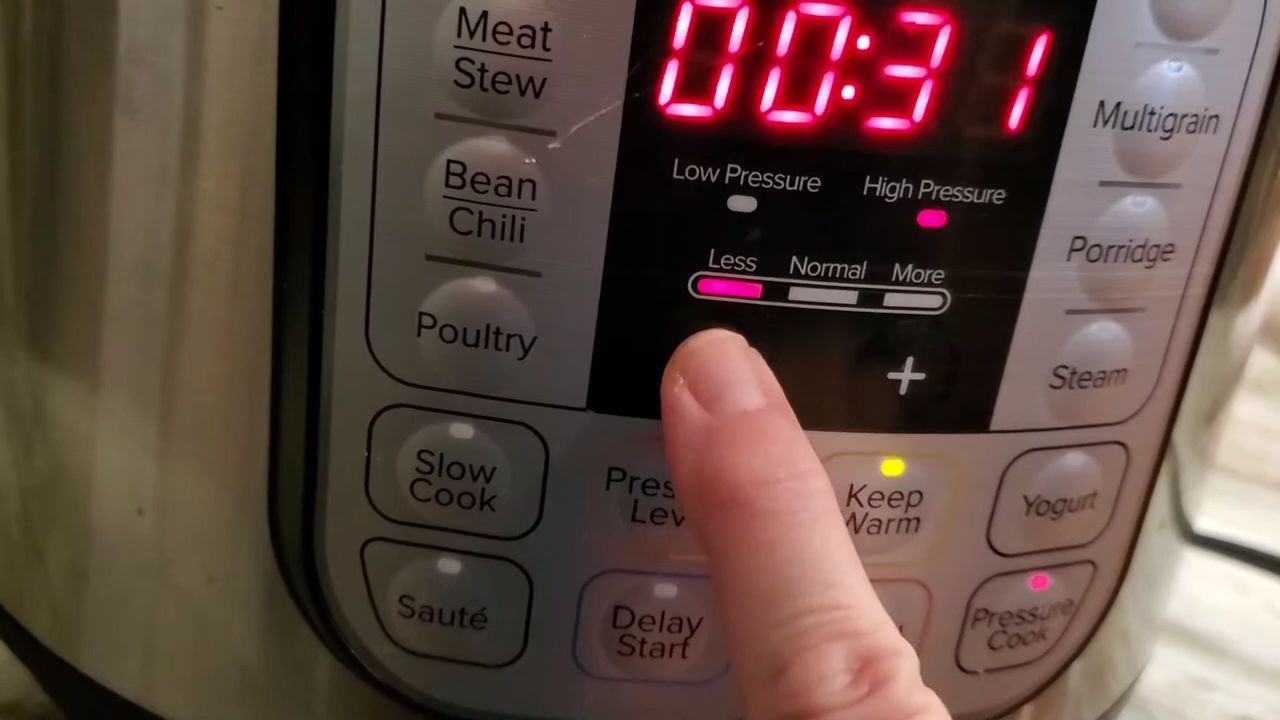 Meat
Stew
00:31
Multigrain
Low Pressure
High Pressure
Bean
Chili
Porridge
Less
Normal
More
Poultry
+
Steam
Slow
Cook
Keep
Warm
Yogurt
Sauté
Delay
Start
Pressure
Cook